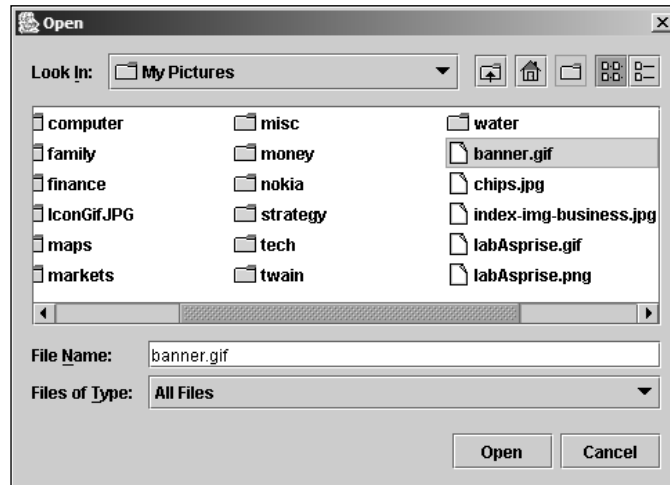 Open
Look In: My Pictures
computer misc water
family money banner.gif
finance nokia chips.jpg
IconGifJPG strategy index-img-business.jpg
maps tech labAsprise.gif
markets twain labAsprise.png
File Name: banner.gif
Files of Type: All Files
Open Cancel